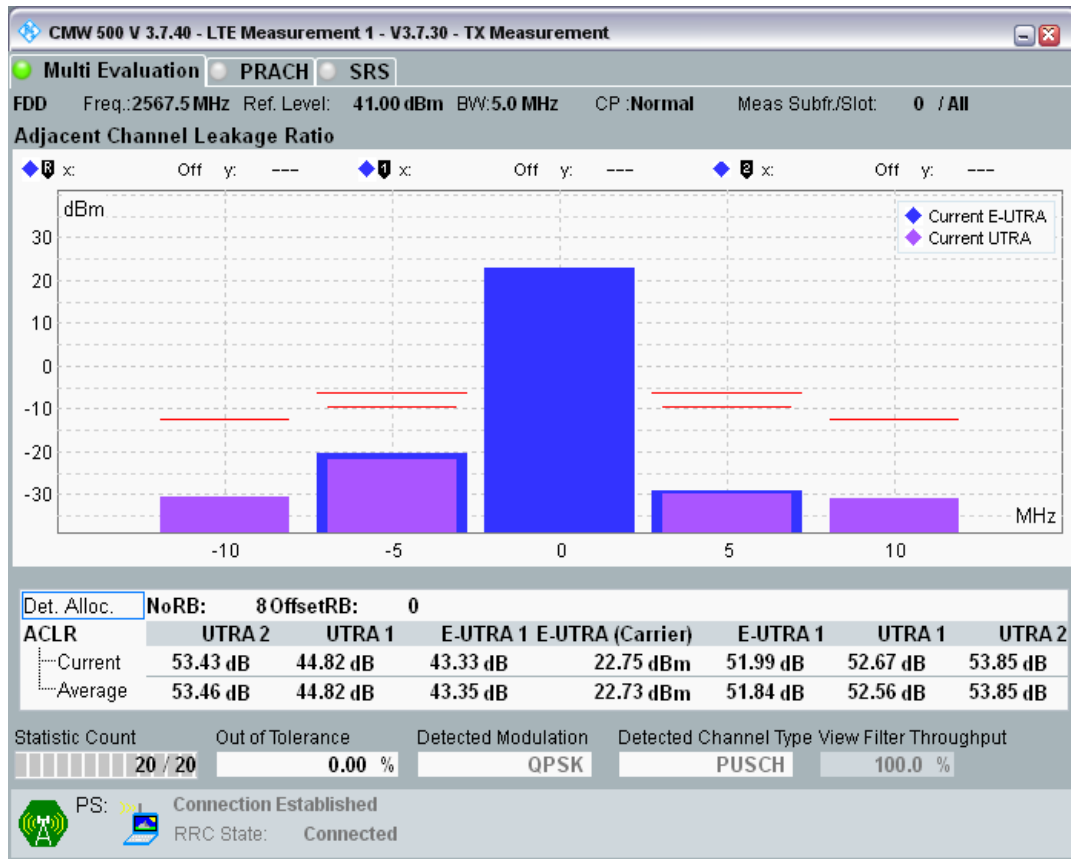 CMW 500 V 3.7.40 - LTE Measurement 1 - V3.7.30 - TX Measurement
Multi Evaluation PRACH SRS
FDD Freq.:2567.5 MHz Ref. Level: 41.00 dBm BW:5.0 MHz CP :Normal Meas Subfr./Slot: 0 / All
Adjacent Channel Leakage Ratio
R x: Off y: --- 1 x: Off y: --- 2 x: Off y: ---
dBm
Current E-UTRA
Current UTRA
30
20
10
0
-10
-20
-30
MHz
-10 -5 0 5 10
Det. Alloc. NoRB: 8 OffsetRB: 0
ACLR UTRA 2 UTRA 1 E-UTRA 1 E-UTRA (Carrier) E-UTRA 1 UTRA 1 UTRA 2
Current 53.43 dB 44.82 dB 43.33 dB 22.75 dBm 51.99 dB 52.67 dB 53.85 dB
Average 53.46 dB 44.82 dB 43.35 dB 22.73 dBm 51.84 dB 52.56 dB 53.85 dB
Statistic Count Out of Tolerance Detected Modulation Detected Channel Type View Filter Throughput
20 / 20 0.00 % QPSK PUSCH 100.0 %
PS: Connection Established
RRC State: Connected